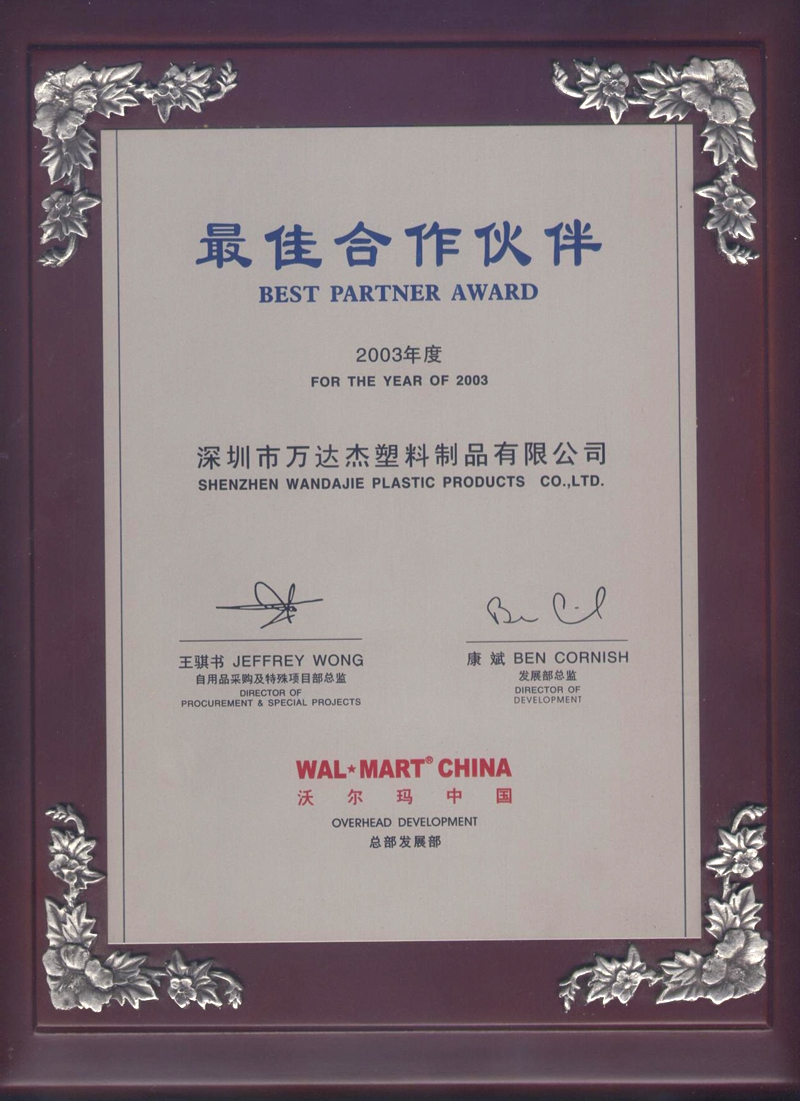 最佳合作伙伴
BEST PARTNER AWARD
2003年度
FOR THE YEAR OF 2003
深圳市万达杰塑料制品有限公司
SHENZHEN WANDAJIE PLASTIC PRODUCTS CO.,LTD.
王骐书 JEFFREY WONG
自用品采购及特殊项目部总监
DIRECTOR OF
PROCUREMENT & SPECIAL PROJECTS
康 斌 BEN CORNISH
发展部总监
DIRECTOR OF
DEVELOPMENT
WAL★MART® CHINA
沃尔玛中国
OVERHEAD DEVELOPMENT
总部发展部